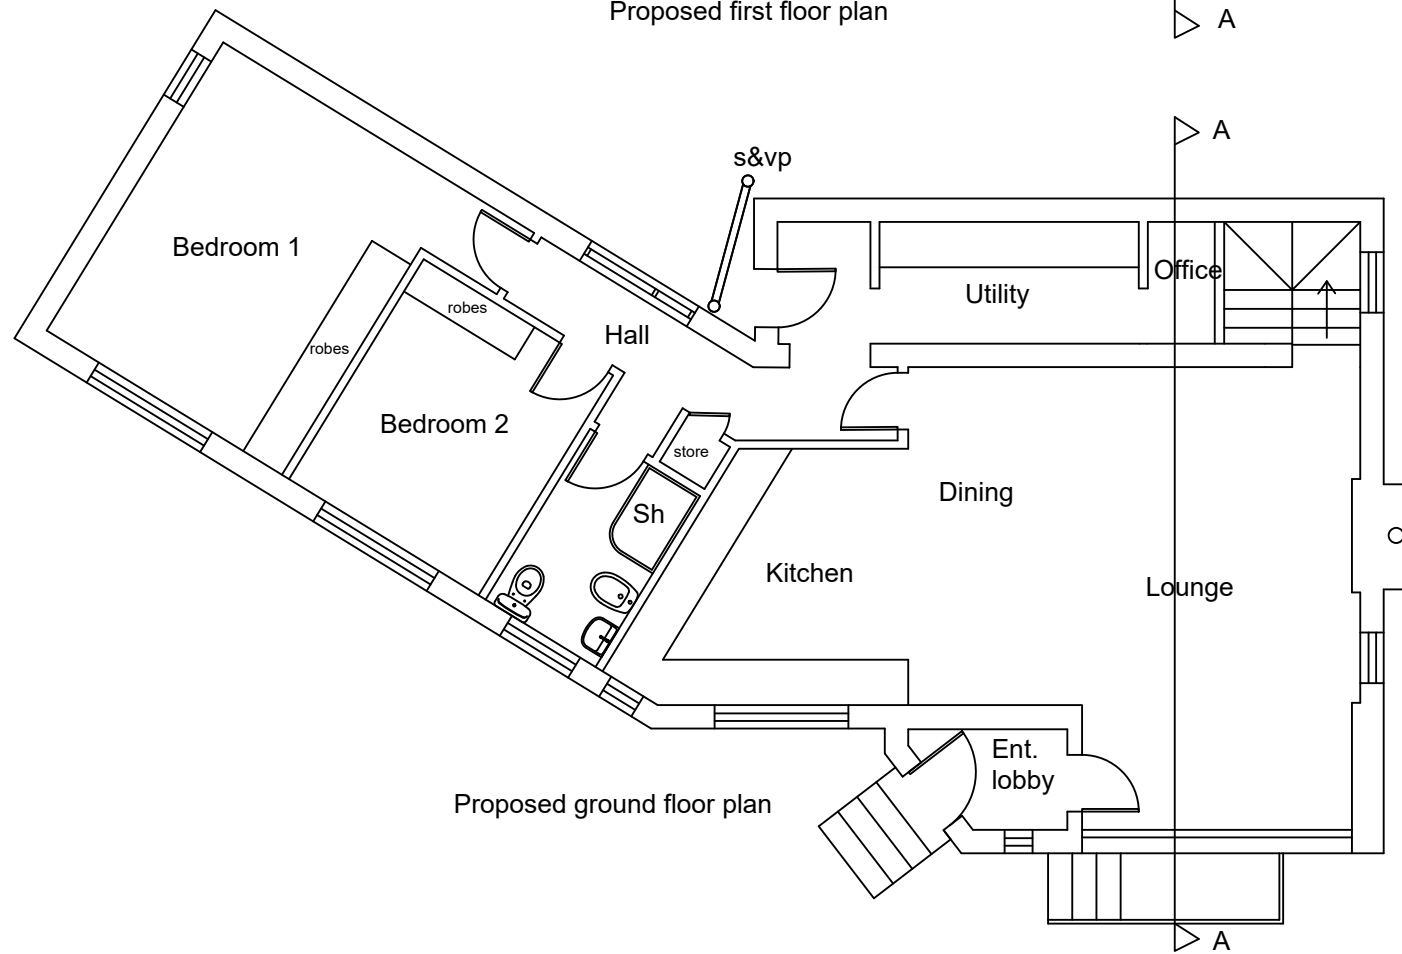 Proposed first floor plan
A
A
s&vp
Bedroom 1
Office
Utility
robes
Hall
robes
Bedroom 2
store
Dining
Sh
Kitchen
Lounge
Ent.
lobby
Proposed ground floor plan
A